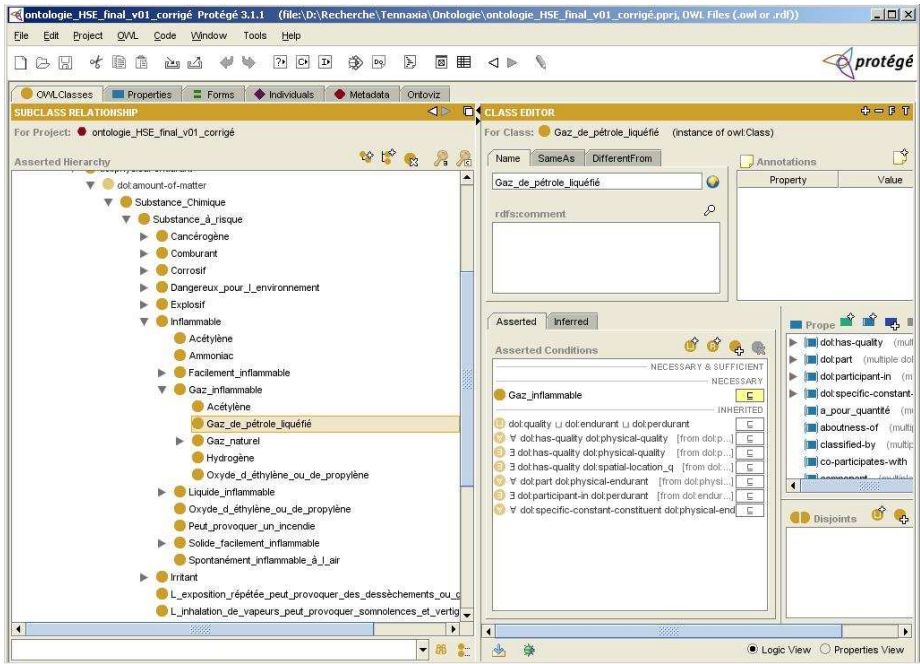 ontologie_HSE_final_v01_corrigé Protégé 3.1.1 (file:\D:\Recherche\Tennaxia\Ontologie\ontologie_HSE_final_v01_corrigé.pprj, OWL Files (.owl or .rdf))
File Edit Project OWL Code Window Tools Help
protégé
OWLClasses Properties Forms Individuals Metadata Ontoviz
SUBCLASS RELATIONSHIP
For Project: ontologie_HSE_final_v01_corrigé
Asserted Hierarchy
dol:amount-of-matter
Substance_Chimique
Substance_à_risque
Cancérogène
Comburant
Corrosif
Dangereux_pour_l_environnement
Explosif
Inflammable
Acétylène
Ammoniac
Facilement_inflammable
Gaz_inflammable
Acétylène
Gaz_de_pétrole_liquéfié
Gaz_naturel
Hydrogène
Oxyde_d_éthylène_ou_de_propylène
Liquide_inflammable
Oxyde_d_éthylène_ou_de_propylène
Peut_provoquer_un_incendie
Solide_facilement_inflammable
Spontanément_inflammable_à_l_air
Irritant
L_exposition_répétée_peut_provoquer_des_dessèchements_ou_g
L_inhalation_de_vapeurs_peut_provoquer_somnolences_et_vertig
CLASS EDITOR
For Class: Gaz_de_pétrole_liquéfié (instance of owl:Class)
Name SameAs DifferentFrom
Gaz_de_pétrole_liquéfié
rdfs:comment
Annotations
Property Value
Asserted Inferred
Asserted Conditions
NECESSARY & SUFFICIENT
NECESSARY
Gaz_inflammable ⊑
INHERITED
dol:quality ⊔ dol:endurant ⊔ dol:perdurant ⊑
∀ dol:has-quality dol:physical-quality [from dol:p...] ⊑
∃ dol:has-quality dol:physical-quality [from dol:p...] ⊑
∃ dol:has-quality dol:spatial-location_q [from dol:...] ⊑
∀ dol:part dol:physical-endurant [from dol:physi...] ⊑
∃ dol:participant-in dol:perdurant [from dol:endur...] ⊑
∀ dol:specific-constant-constituent dol:physical-end ⊑
Prope
dol:has-quality (mult
dol:part (multiple dol
dol:participant-in (m
dol:specific-constant-
a_pour_quantité (m
aboutness-of (multi
classified-by (multip
co-participates-with
Disjoints
Logic View Properties View